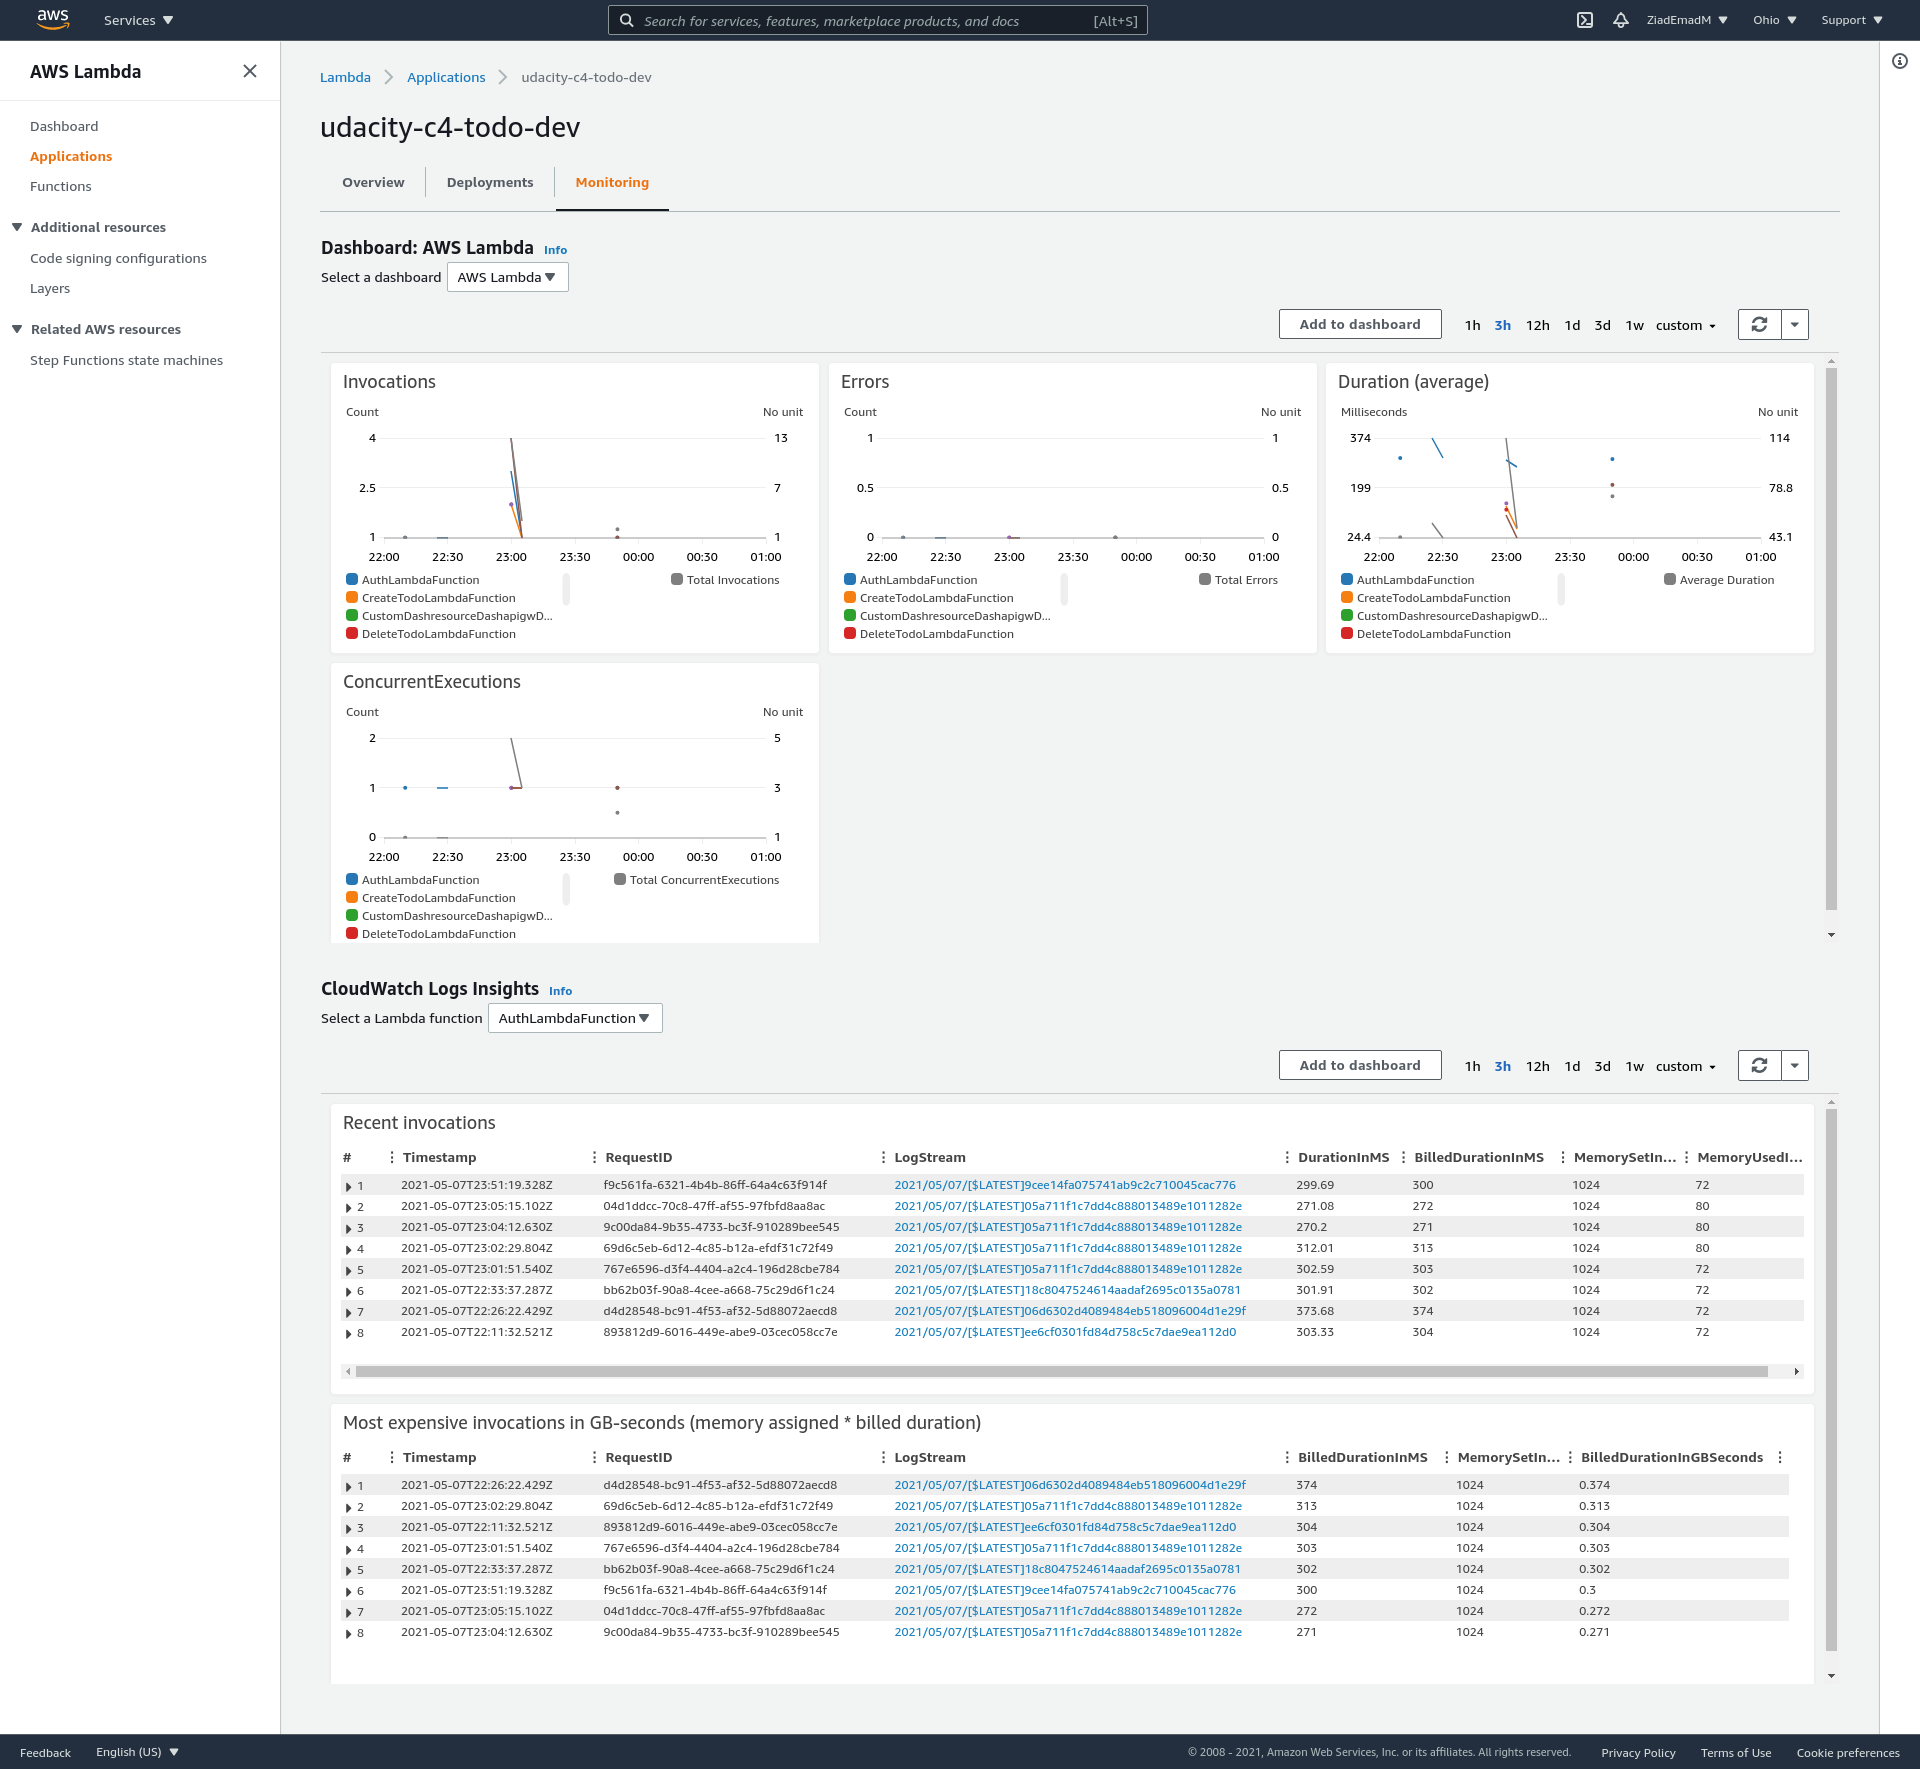 aws Services Search for services, features, marketplace products, and docs [Alt+S] ZiadEmadM Ohio Support
AWS Lambda
Dashboard
Applications
Functions
Additional resources
Code signing configurations
Layers
Related AWS resources
Step Functions state machines
Lambda Applications udacity-c4-todo-dev
udacity-c4-todo-dev
Overview Deployments Monitoring
Dashboard: AWS Lambda Info
Select a dashboard AWS Lambda
Add to dashboard 1h 3h 12h 1d 3d 1w custom
Invocations
Count No unit
4 13
2.5 7
1 1
22:00 22:30 23:00 23:30 00:00 00:30 01:00
AuthLambdaFunction Total Invocations
CreateTodoLambdaFunction
CustomDashresourceDashapigwD...
DeleteTodoLambdaFunction
Errors
Count No unit
1 1
0.5 0.5
0 0
22:00 22:30 23:00 23:30 00:00 00:30 01:00
AuthLambdaFunction Total Errors
CreateTodoLambdaFunction
CustomDashresourceDashapigwD...
DeleteTodoLambdaFunction
Duration (average)
Milliseconds No unit
374 114
199 78.8
24.4 43.1
22:00 22:30 23:00 23:30 00:00 00:30 01:00
AuthLambdaFunction Average Duration
CreateTodoLambdaFunction
CustomDashresourceDashapigwD...
DeleteTodoLambdaFunction
ConcurrentExecutions
Count No unit
2 5
1 3
0 1
22:00 22:30 23:00 23:30 00:00 00:30 01:00
AuthLambdaFunction Total ConcurrentExecutions
CreateTodoLambdaFunction
CustomDashresourceDashapigwD...
DeleteTodoLambdaFunction
CloudWatch Logs Insights Info
Select a Lambda function AuthLambdaFunction
Add to dashboard 1h 3h 12h 1d 3d 1w custom
Recent invocations
# Timestamp RequestID LogStream DurationInMS BilledDurationInMS MemorySetIn... MemoryUsedI...
1 2021-05-07T23:51:19.328Z f9c561fa-6321-4b4b-86ff-64a4c63f914f 2021/05/07/[$LATEST]9cee14fa075741ab9c2c710045cac776 299.69 300 1024 72
2 2021-05-07T23:05:15.102Z 04d1ddcc-70c8-47ff-af55-97fbfd8aa8ac 2021/05/07/[$LATEST]05a711f1c7dd4c888013489e1011282e 271.08 272 1024 80
3 2021-05-07T23:04:12.630Z 9c00da84-9b35-4733-bc3f-910289bee545 2021/05/07/[$LATEST]05a711f1c7dd4c888013489e1011282e 270.2 271 1024 80
4 2021-05-07T23:02:29.804Z 69d6c5eb-6d12-4c85-b12a-efdf31c72f49 2021/05/07/[$LATEST]05a711f1c7dd4c888013489e1011282e 312.01 313 1024 80
5 2021-05-07T23:01:51.540Z 767e6596-d3f4-4404-a2c4-196d28cbe784 2021/05/07/[$LATEST]05a711f1c7dd4c888013489e1011282e 302.59 303 1024 72
6 2021-05-07T22:33:37.287Z bb62b03f-90a8-4cee-a668-75c29d6f1c24 2021/05/07/[$LATEST]18c8047524614aadaf2695c0135a0781 301.91 302 1024 72
7 2021-05-07T22:26:22.429Z d4d28548-bc91-4f53-af32-5d88072aecd8 2021/05/07/[$LATEST]06d6302d4089484eb518096004d1e29f 373.68 374 1024 72
8 2021-05-07T22:11:32.521Z 893812d9-6016-449e-abe9-03cec058cc7e 2021/05/07/[$LATEST]ee6cf0301fd84d758c5c7dae9ea112d0 303.33 304 1024 72
Most expensive invocations in GB-seconds (memory assigned * billed duration)
# Timestamp RequestID LogStream BilledDurationInMS MemorySetIn... BilledDurationInGBSeconds
1 2021-05-07T22:26:22.429Z d4d28548-bc91-4f53-af32-5d88072aecd8 2021/05/07/[$LATEST]06d6302d4089484eb518096004d1e29f 374 1024 0.374
2 2021-05-07T23:02:29.804Z 69d6c5eb-6d12-4c85-b12a-efdf31c72f49 2021/05/07/[$LATEST]05a711f1c7dd4c888013489e1011282e 313 1024 0.313
3 2021-05-07T22:11:32.521Z 893812d9-6016-449e-abe9-03cec058cc7e 2021/05/07/[$LATEST]ee6cf0301fd84d758c5c7dae9ea112d0 304 1024 0.304
4 2021-05-07T23:01:51.540Z 767e6596-d3f4-4404-a2c4-196d28cbe784 2021/05/07/[$LATEST]05a711f1c7dd4c888013489e1011282e 303 1024 0.303
5 2021-05-07T22:33:37.287Z bb62b03f-90a8-4cee-a668-75c29d6f1c24 2021/05/07/[$LATEST]18c8047524614aadaf2695c0135a0781 302 1024 0.302
6 2021-05-07T23:51:19.328Z f9c561fa-6321-4b4b-86ff-64a4c63f914f 2021/05/07/[$LATEST]9cee14fa075741ab9c2c710045cac776 300 1024 0.3
7 2021-05-07T23:05:15.102Z 04d1ddcc-70c8-47ff-af55-97fbfd8aa8ac 2021/05/07/[$LATEST]05a711f1c7dd4c888013489e1011282e 272 1024 0.272
8 2021-05-07T23:04:12.630Z 9c00da84-9b35-4733-bc3f-910289bee545 2021/05/07/[$LATEST]05a711f1c7dd4c888013489e1011282e 271 1024 0.271
Feedback English (US) © 2008 - 2021, Amazon Web Services, Inc. or its affiliates. All rights reserved. Privacy Policy Terms of Use Cookie preferences